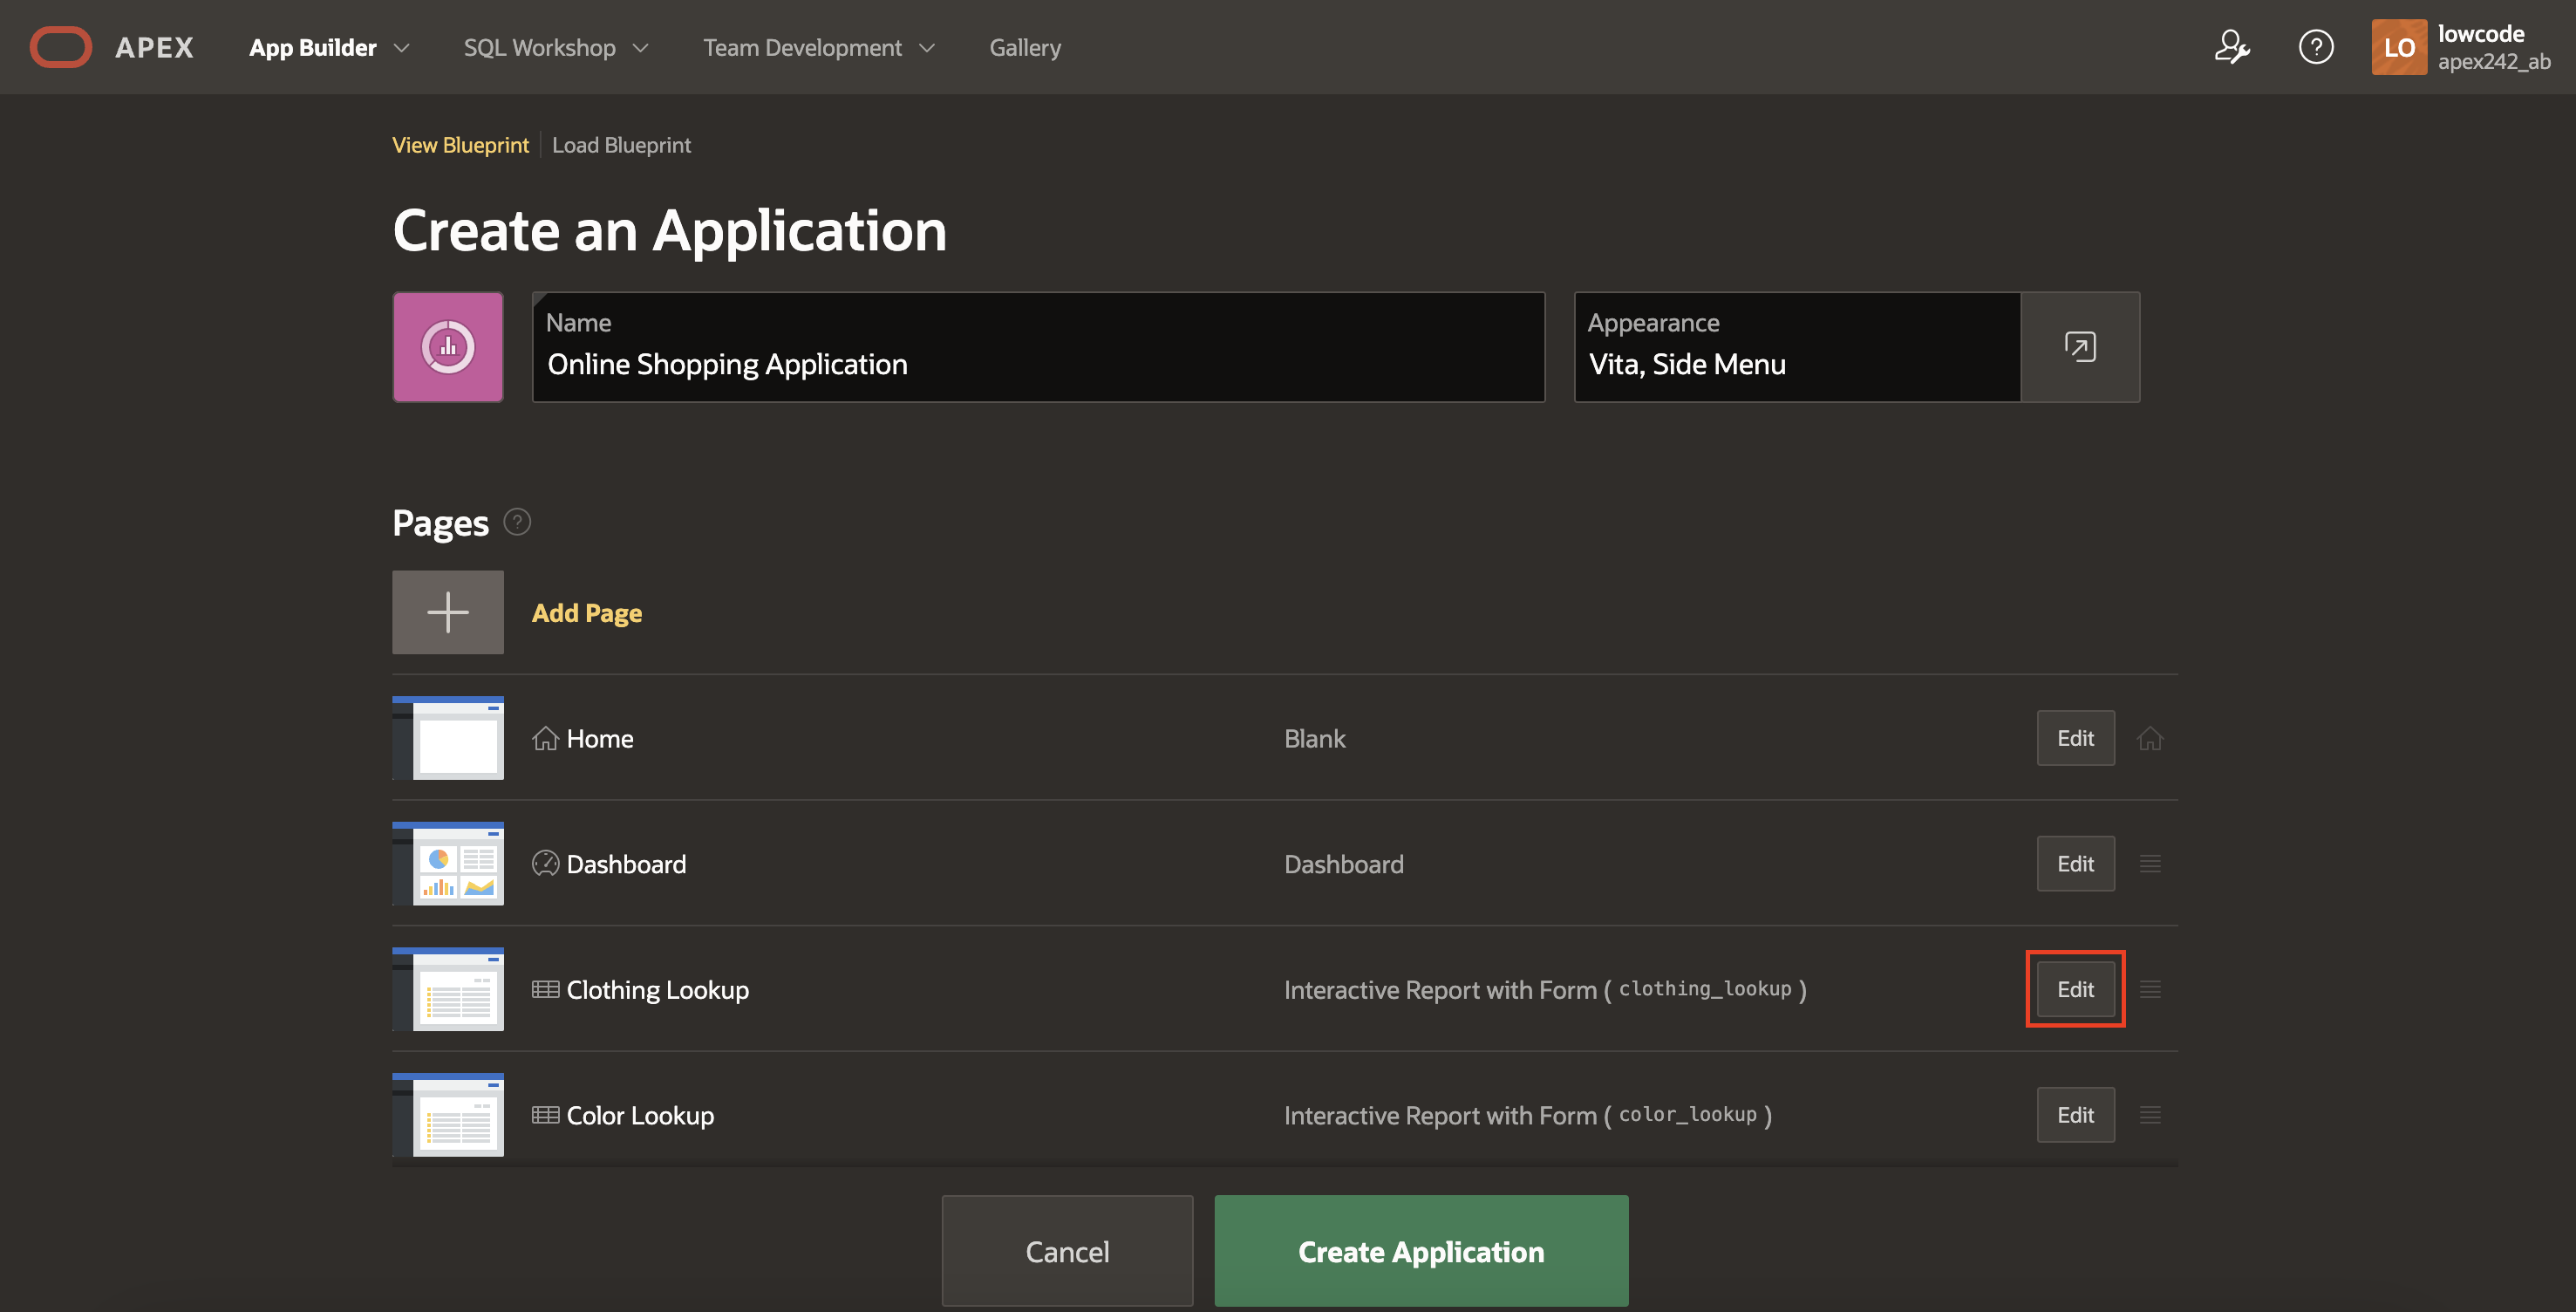 APEX App Builder SQL Workshop Team Development Gallery ? LO lowcode
apex242_ab
View Blueprint Load Blueprint
Create an Application
Name
Online Shopping Application
Appearance
Vita, Side Menu
Pages ?
Add Page
Home Blank Edit
Dashboard Dashboard Edit
Clothing Lookup Interactive Report with Form ( clothing_lookup ) Edit
Color Lookup Interactive Report with Form ( color_lookup ) Edit
Cancel Create Application